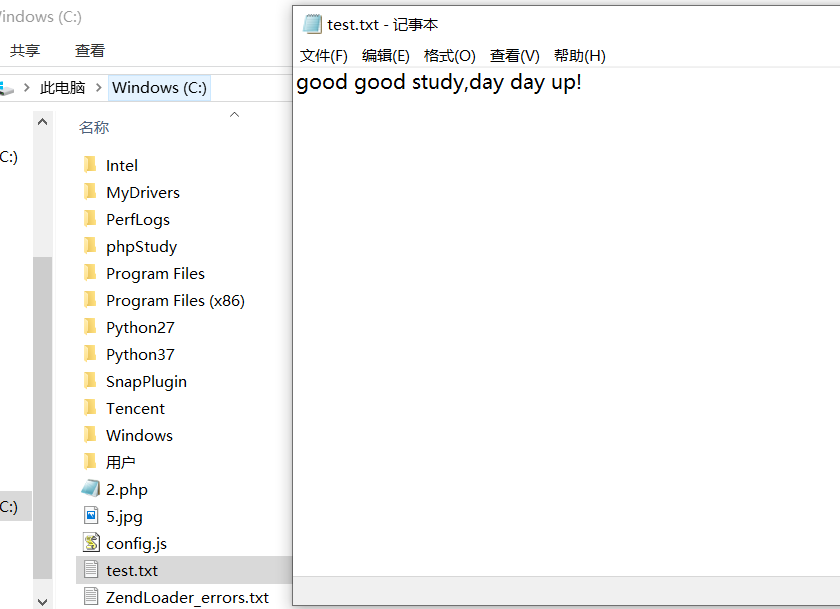 indows (C:)
共享 查看
此电脑 Windows (C:)
C:)
名称
Intel
MyDrivers
PerfLogs
phpStudy
Program Files
Program Files (x86)
Python27
Python37
SnapPlugin
Tencent
Windows
用户
2.php
C:)
5.jpg
config.js
test.txt
ZendLoader_errors.txt
test.txt - 记事本
文件(F) 编辑(E) 格式(O) 查看(V) 帮助(H)
good good study,day day up!